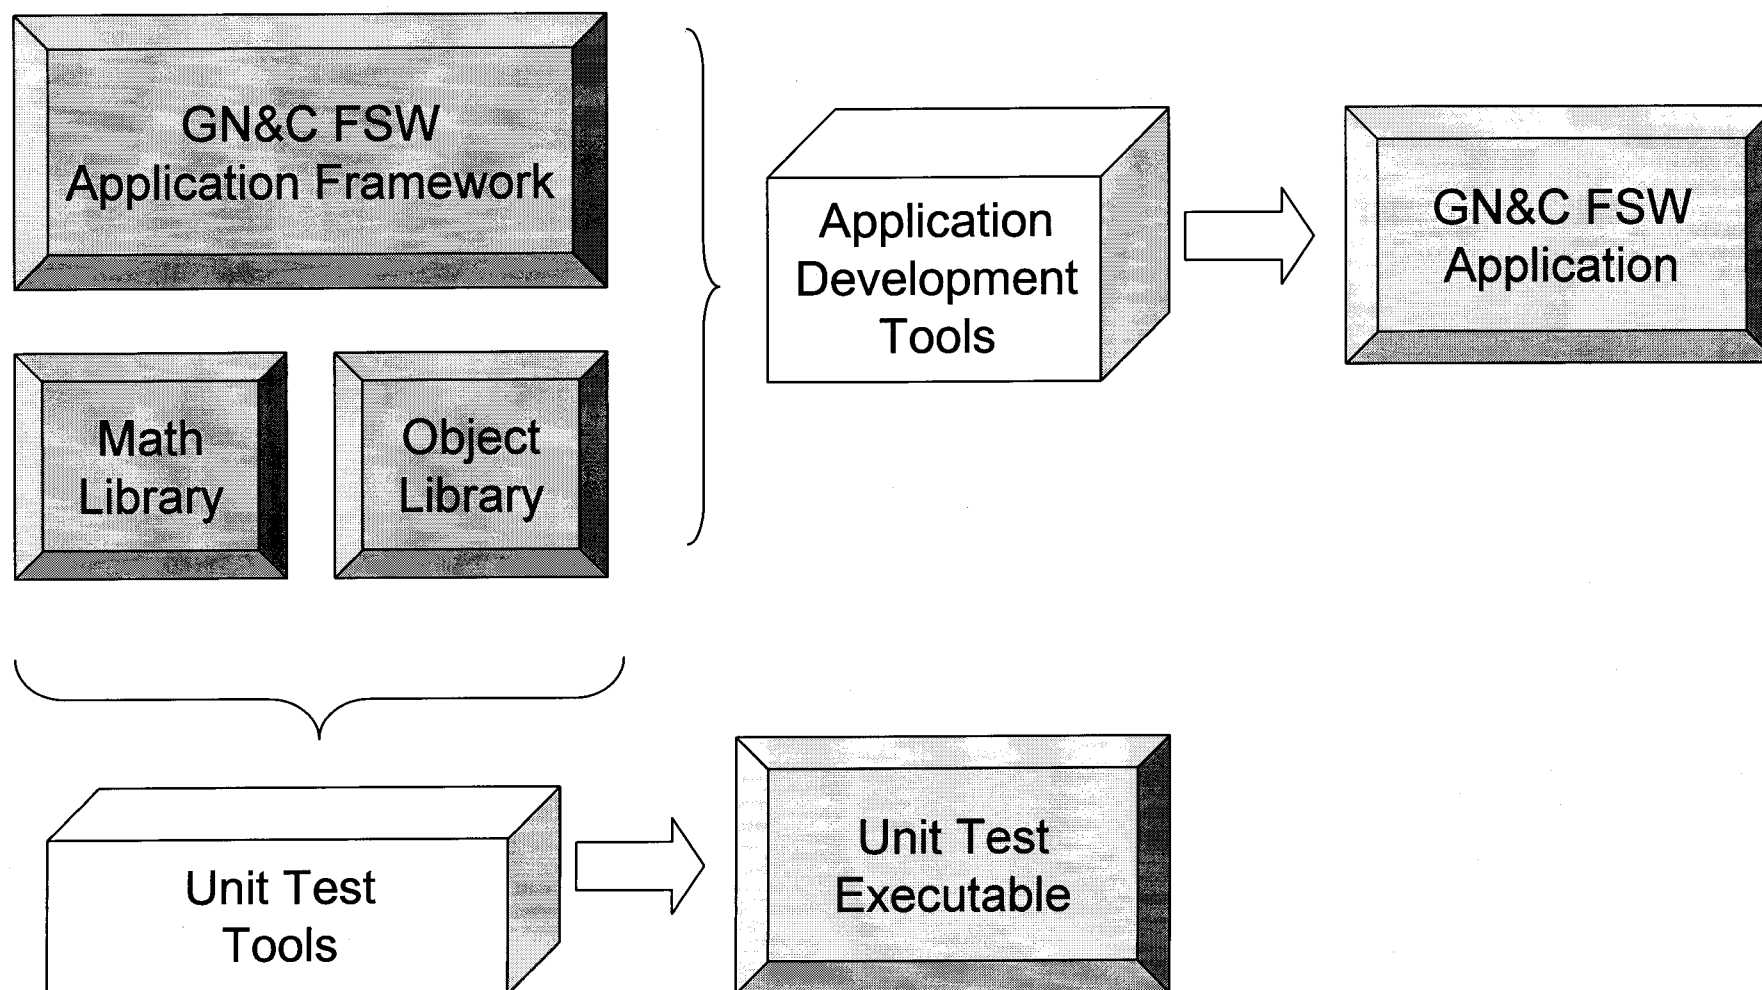 GN&C FSW
Application Framework
Application
Development
Tools
GN&C FSW
Application
Math
Library
Object
Library
Unit Test
Tools
Unit Test
Executable